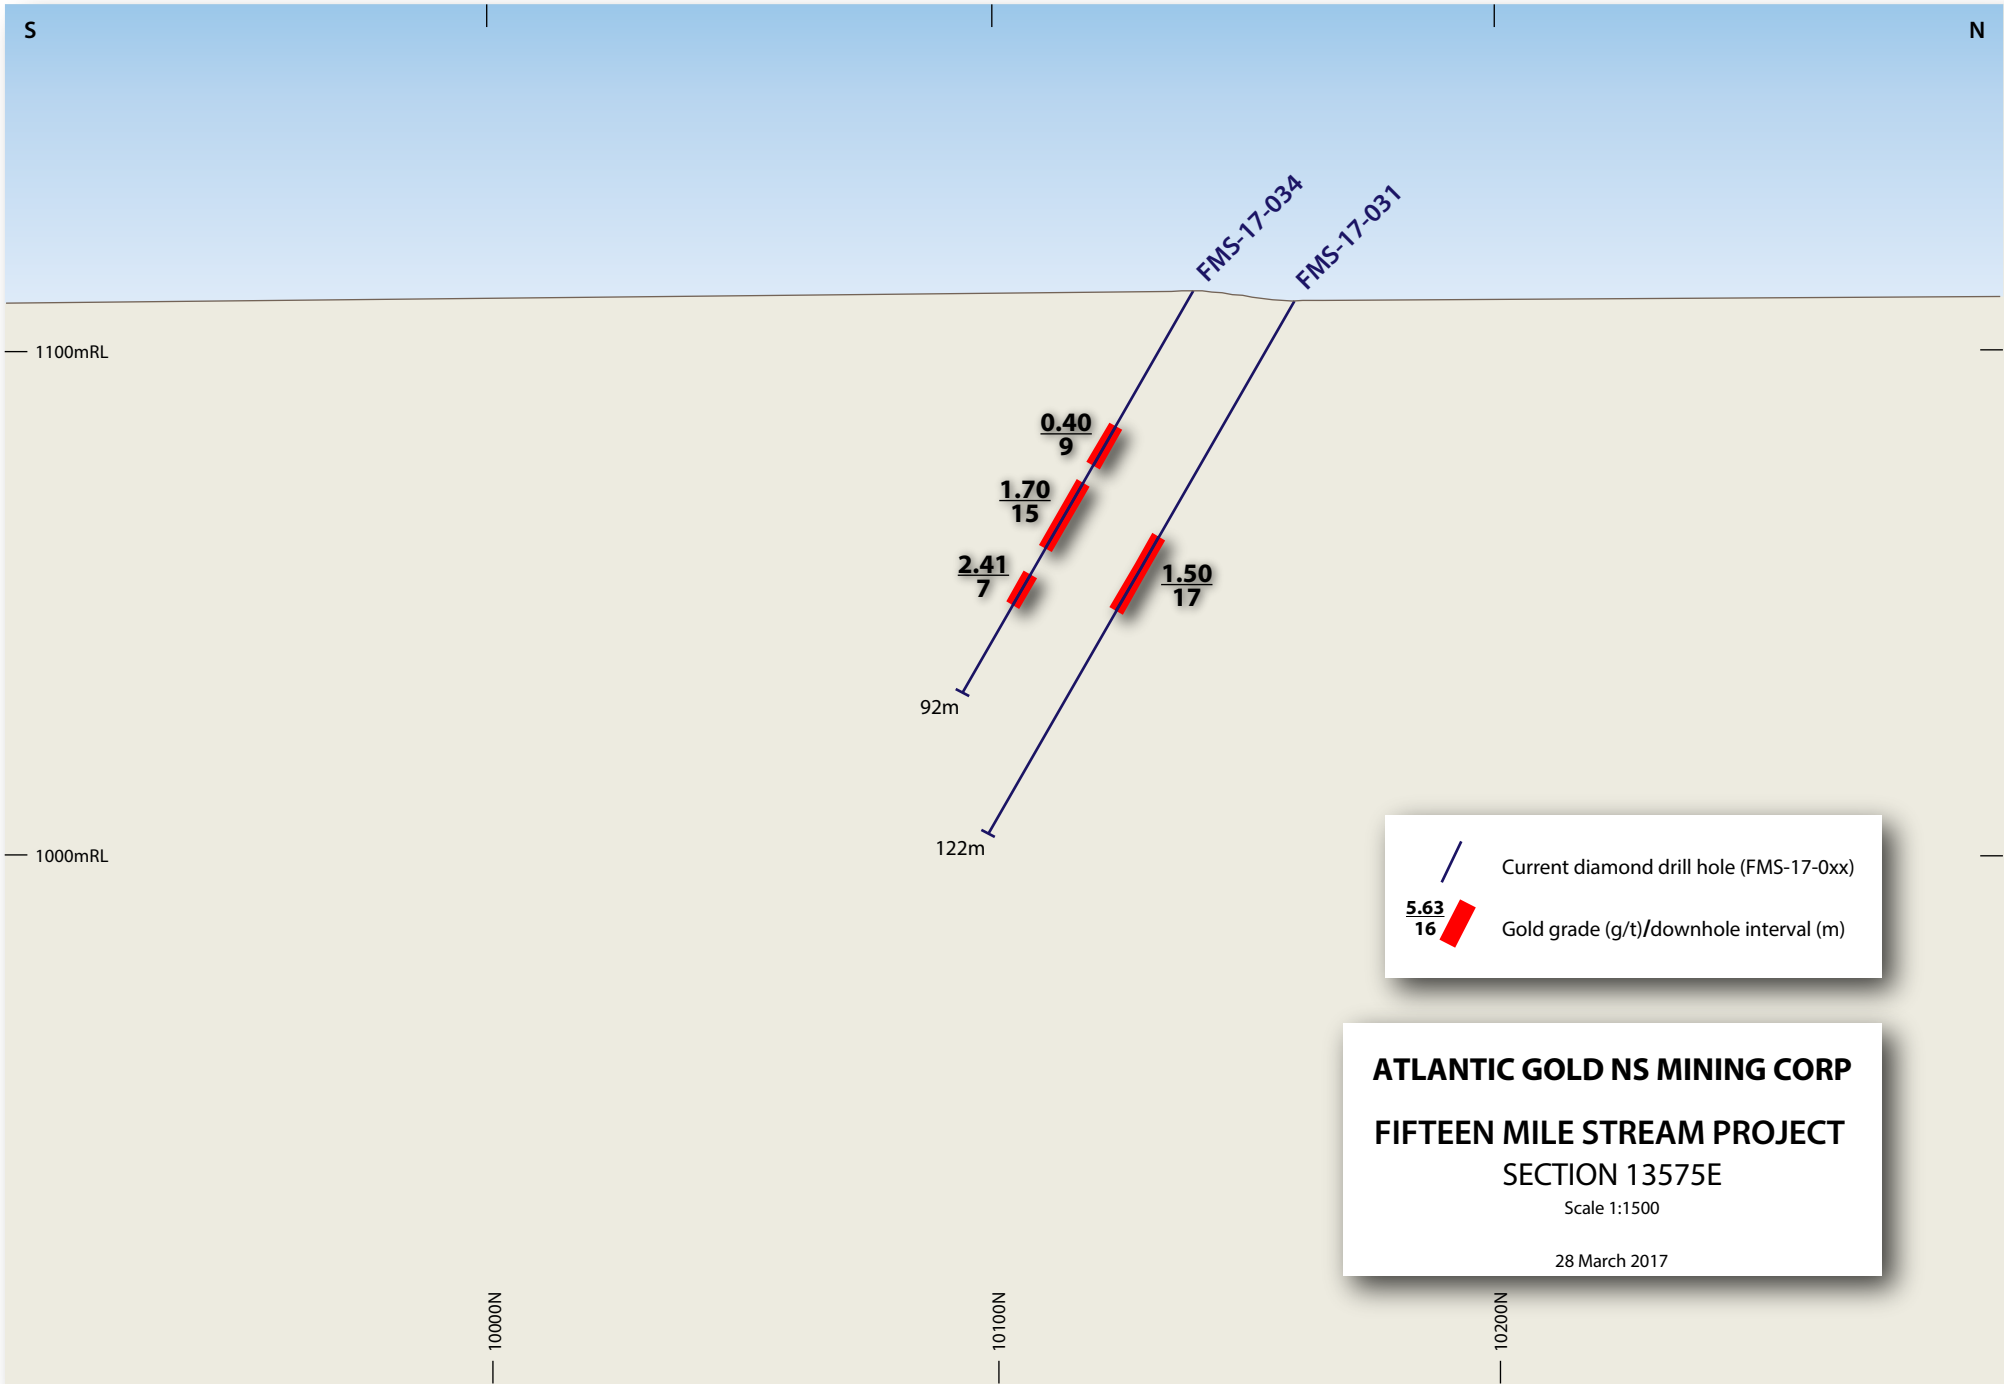 S
N
FMS-17-034
FMS-17-031
1100mRL
0.40
9
1.70
15
2.41
7
1.50
17
92m
122m
1000mRL
Current diamond drill hole (FMS-17-0xx)
5.63
16
Gold grade (g/t)/downhole interval (m)
ATLANTIC GOLD NS MINING CORP
FIFTEEN MILE STREAM PROJECT
SECTION 13575E
Scale 1:1500
28 March 2017
10000N
10100N
10200N